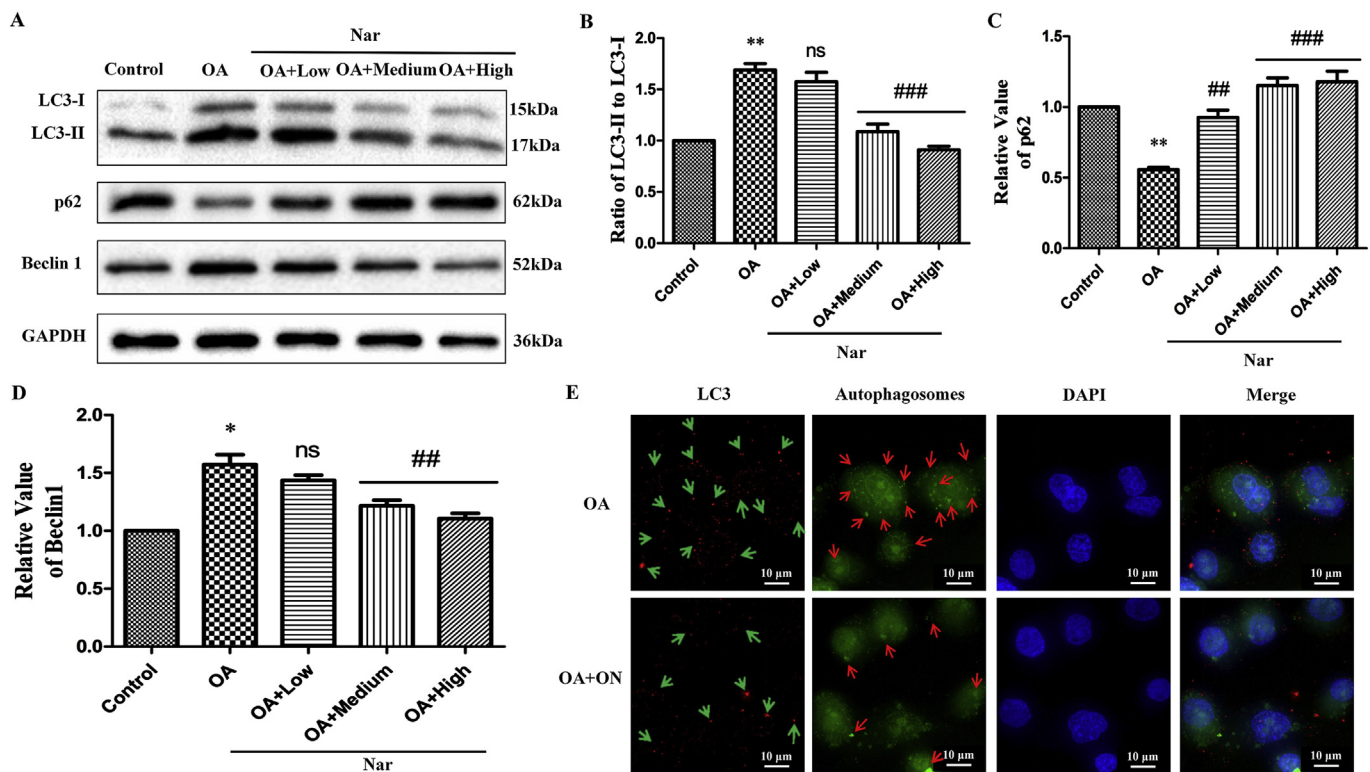 A
Nar
Control OA OA+Low OA+Medium OA+High
LC3-I 15kDa
LC3-II 17kDa
p62 62kDa
Beclin 1 52kDa
GAPDH 36kDa
B
Ratio of LC3-II to LC3-I
2.0
1.5
1.0
0.5
0.0
**
ns
###
Control OA OA+Low OA+Medium OA+High
Nar
C
Relative Value
of p62
1.5
1.0
0.5
0.0
**
##
###
Control OA OA+Low OA+Medium OA+High
Nar
D
Relative Value
of Beclin1
2.0
1.5
1.0
0.5
0.0
*
ns
##
Control OA OA+Low OA+Medium OA+High
Nar
E
LC3 Autophagosomes DAPI Merge
OA
10 µm 10 µm 10 µm 10 µm
OA+ON
10 µm 10 µm 10 µm 10 µm